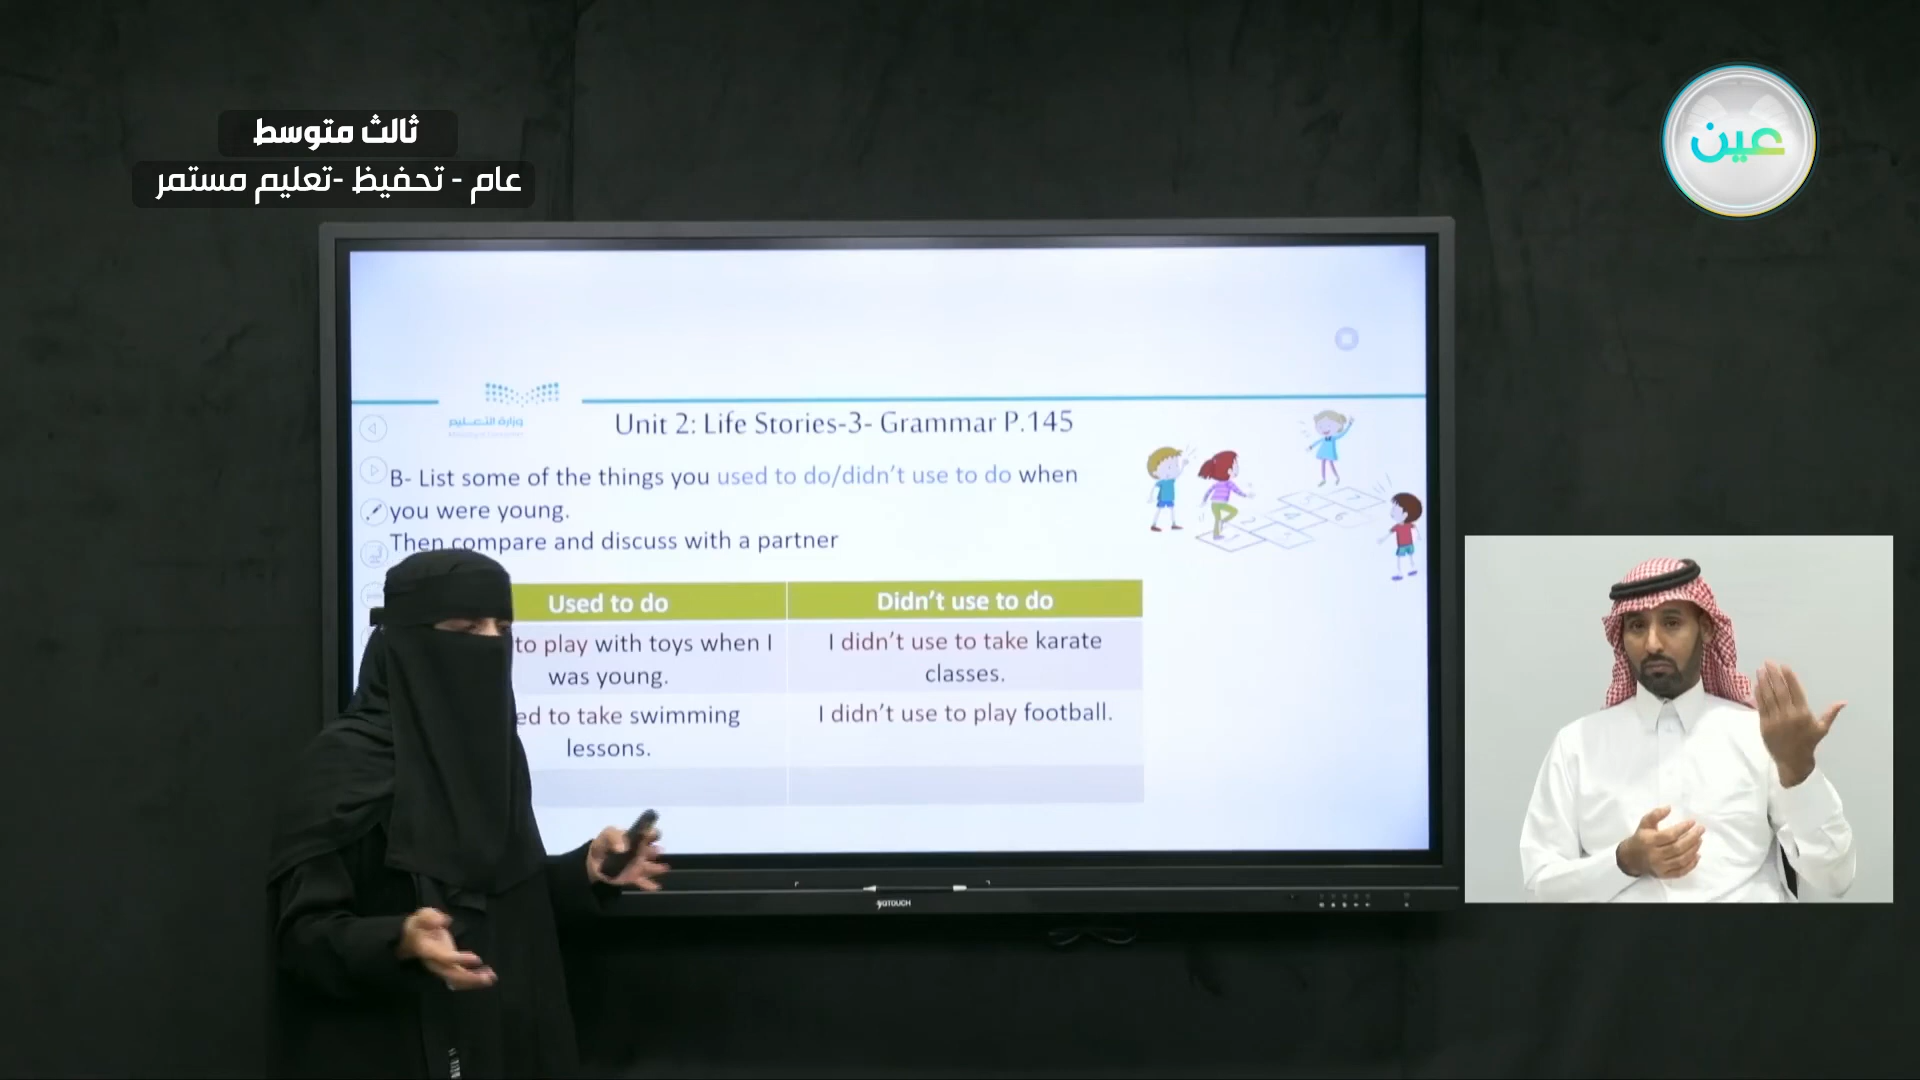 ثالث متوسط
عام - تحفيظ -تعليم مستمر
عين
وزارة التعليم
Unit 2: Life Stories-3- Grammar P.145
B- List some of the things you used to do/didn't use to do when
you were young.
Then compare and discuss with a partner
Used to do
Didn't use to do
to play with toys when I
was young.
I didn't use to take karate
classes.
ed to take swimming
lessons.
I didn't use to play football.